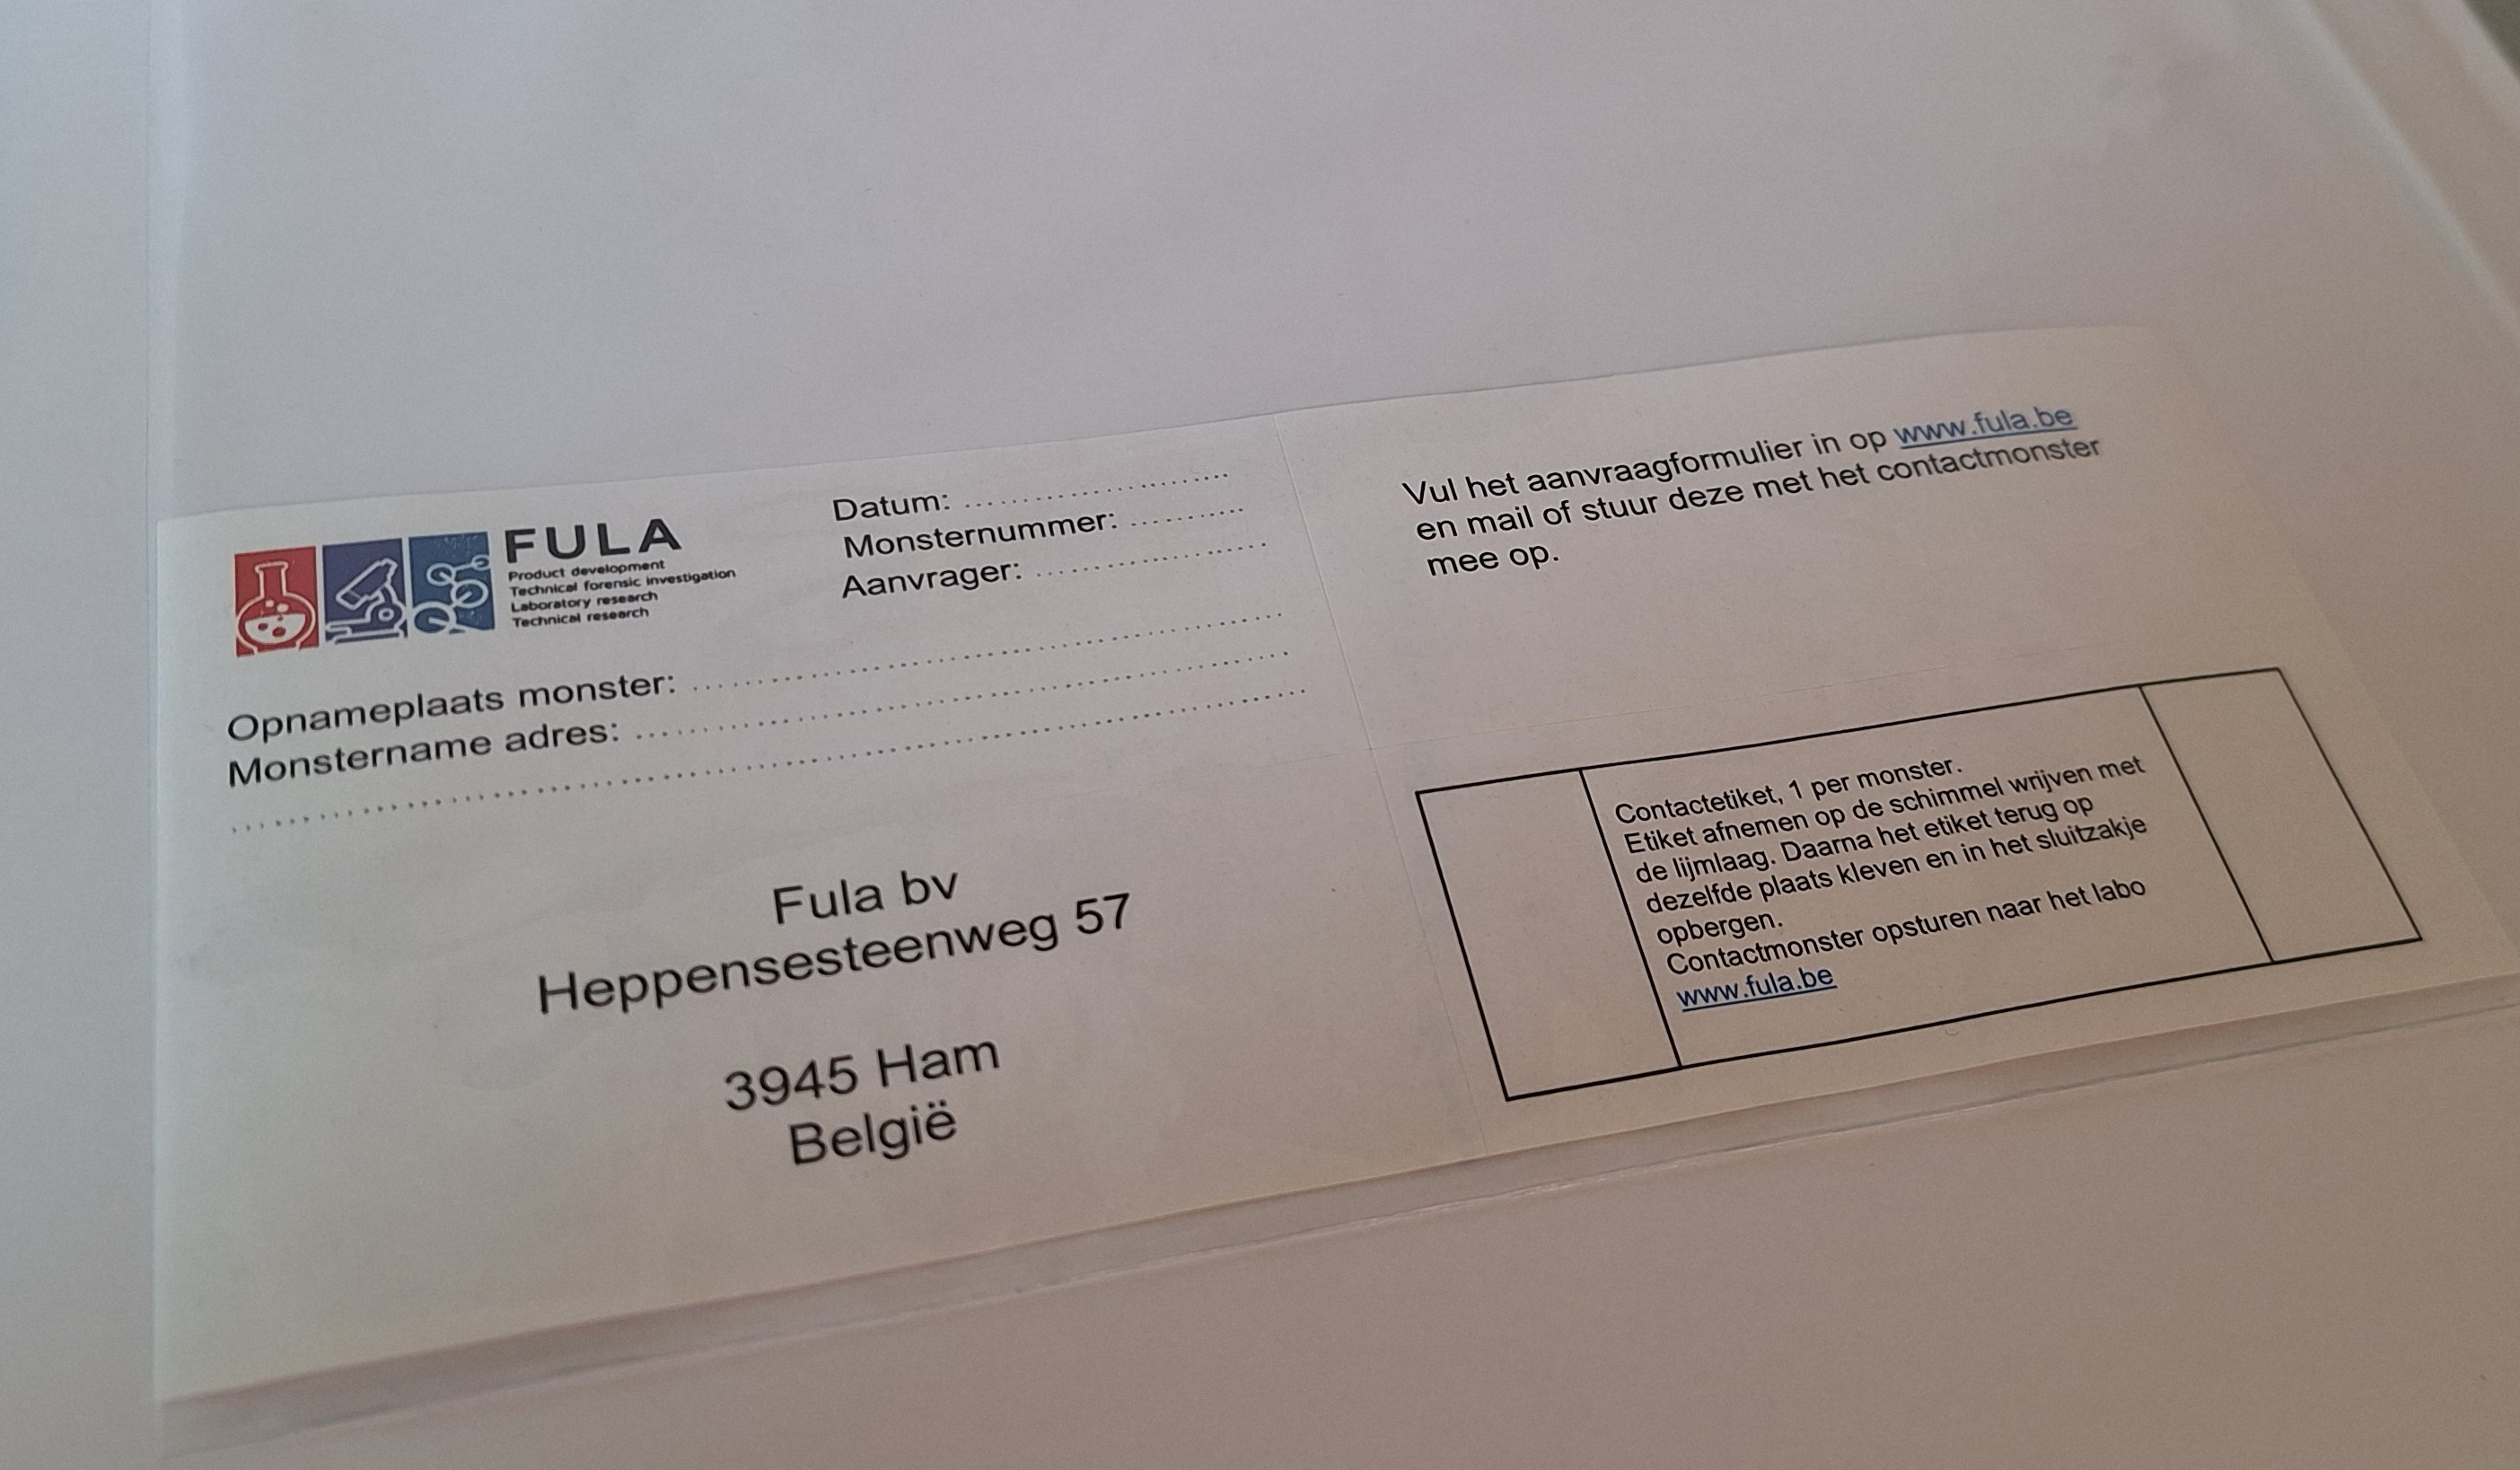 FULA
Product development
Technical forensic investigation
Laboratory research
Technical research
Datum: ..........................
Monsternummer: ...........
Aanvrager: ......................
Opnameplaats monster: ......................................................
Monstername adres: ............................................................
....................................................................................................
Fula bv
Heppensesteenweg 57
3945 Ham
België
Vul het aanvraagformulier in op www.fula.be
en mail of stuur deze met het contactmonster
mee op.
Contactetiket, 1 per monster.
Etiket afnemen op de schimmel wrijven met
de lijmlaag. Daarna het etiket terug op
dezelfde plaats kleven en in het sluitzakje
opbergen.
Contactmonster opsturen naar het labo
www.fula.be